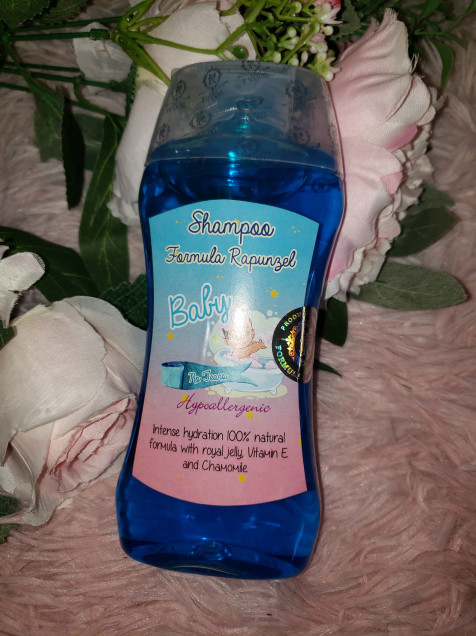 Shampoo
Formula Rapunzel
Baby
No Tears
Hypoallergenic
Intense hydration 100% natural
formula with royal jelly, Vitamin E
and Chamomile